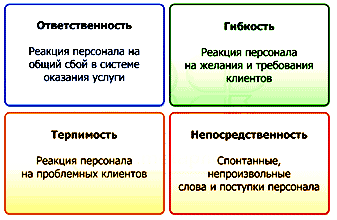 Ответственность
Реакция персонала на
общий сбой в системе
оказания услуги
Гибкость
Реакция персонала
на желания и требования
клиентов
Терпимость
Реакция персонала
на проблемных клиентов
Непосредственность
Спонтанные,
непроизвольные
слова и поступки персонала